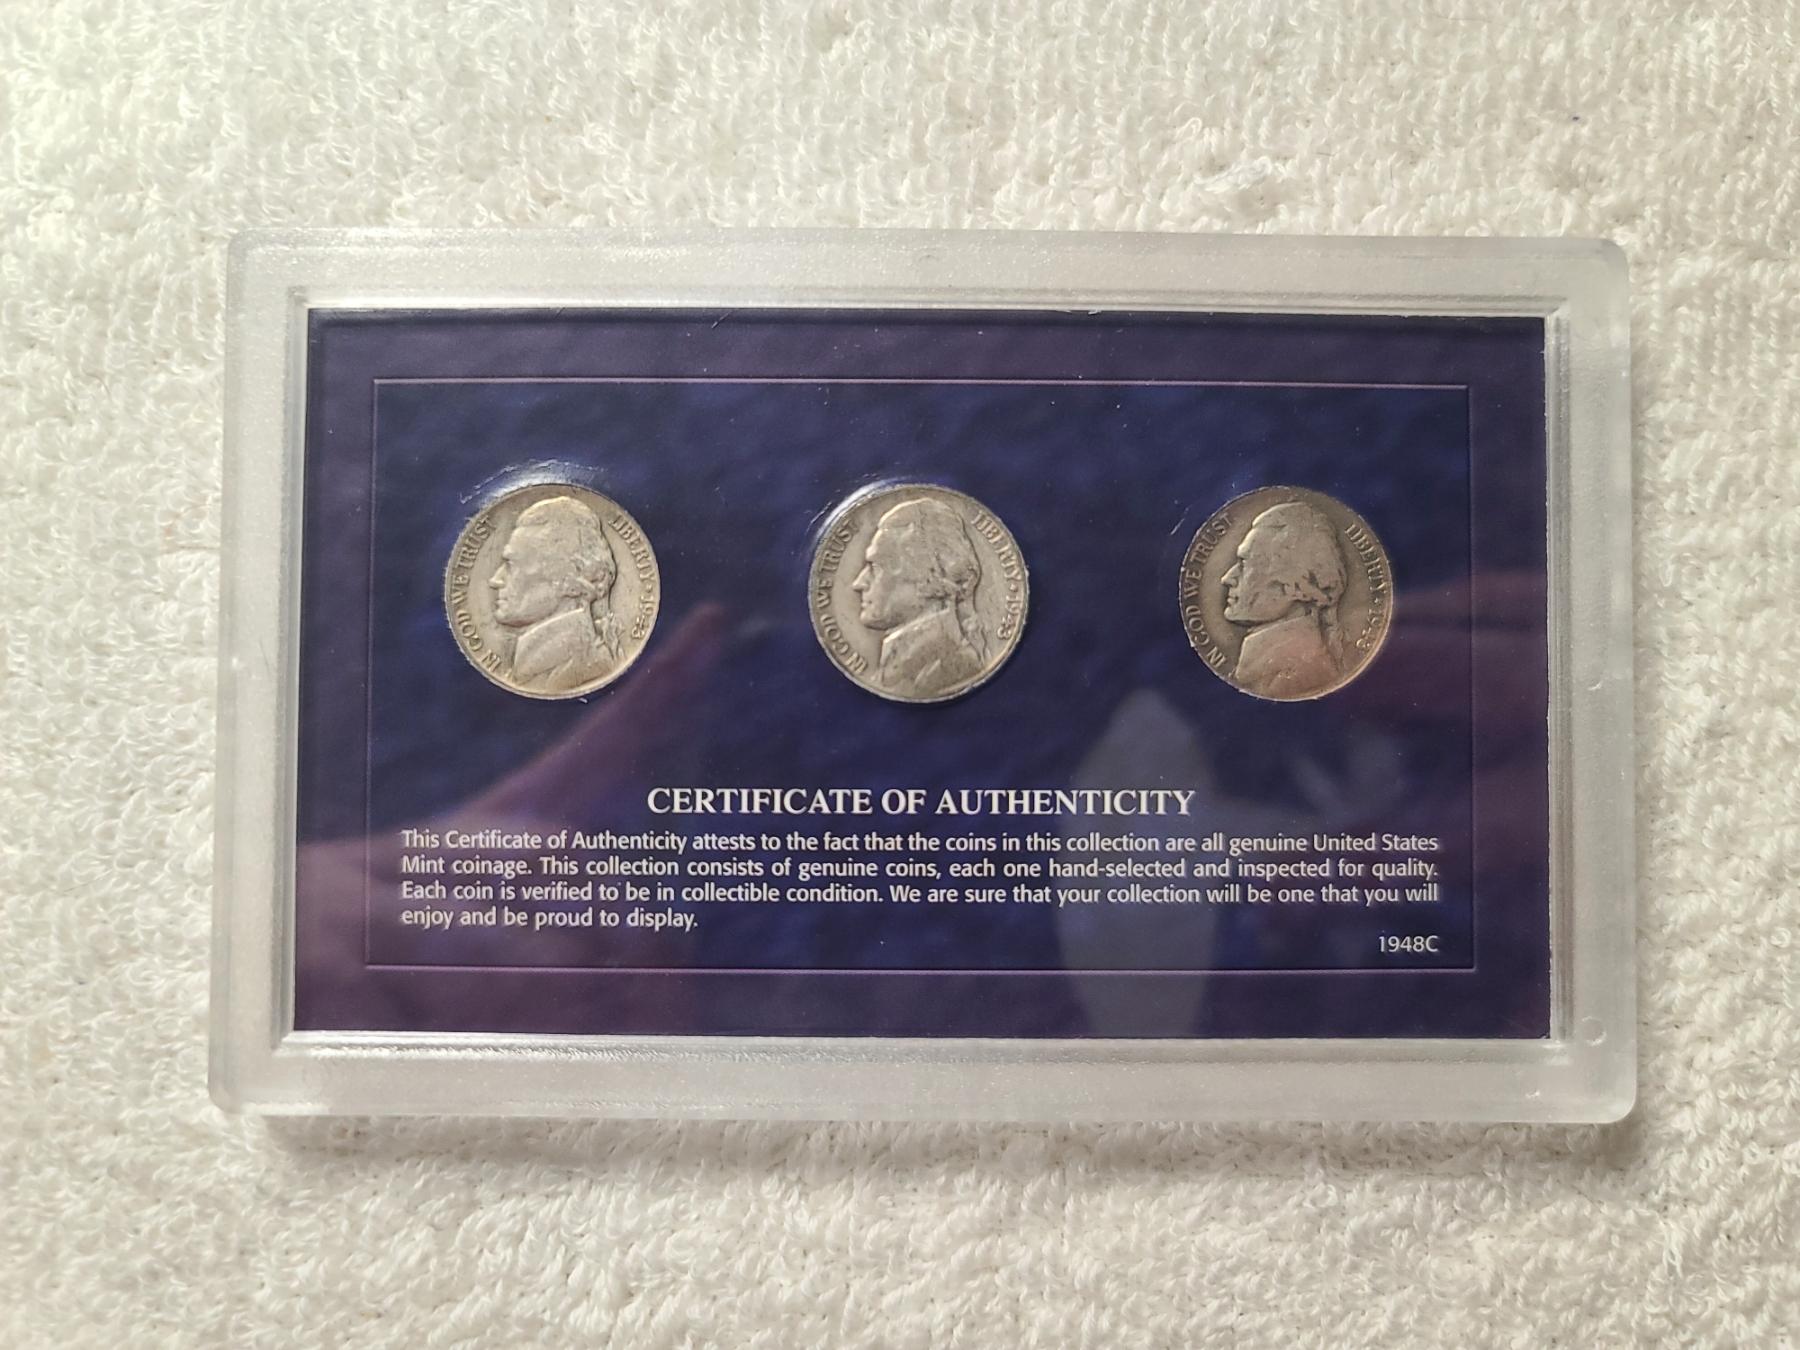 IN GOD WE TRUST LIBERTY · 1943
IN GOD WE TRUST LIBERTY · 1943
IN GOD WE TRUST LIBERTY · 1943
CERTIFICATE OF AUTHENTICITY
This Certificate of Authenticity attests to the fact that the coins in this collection are all genuine United States
Mint coinage. This collection consists of genuine coins, each one hand-selected and inspected for quality.
Each coin is verified to be in collectible condition. We are sure that your collection will be one that you will
enjoy and be proud to display.
1948C